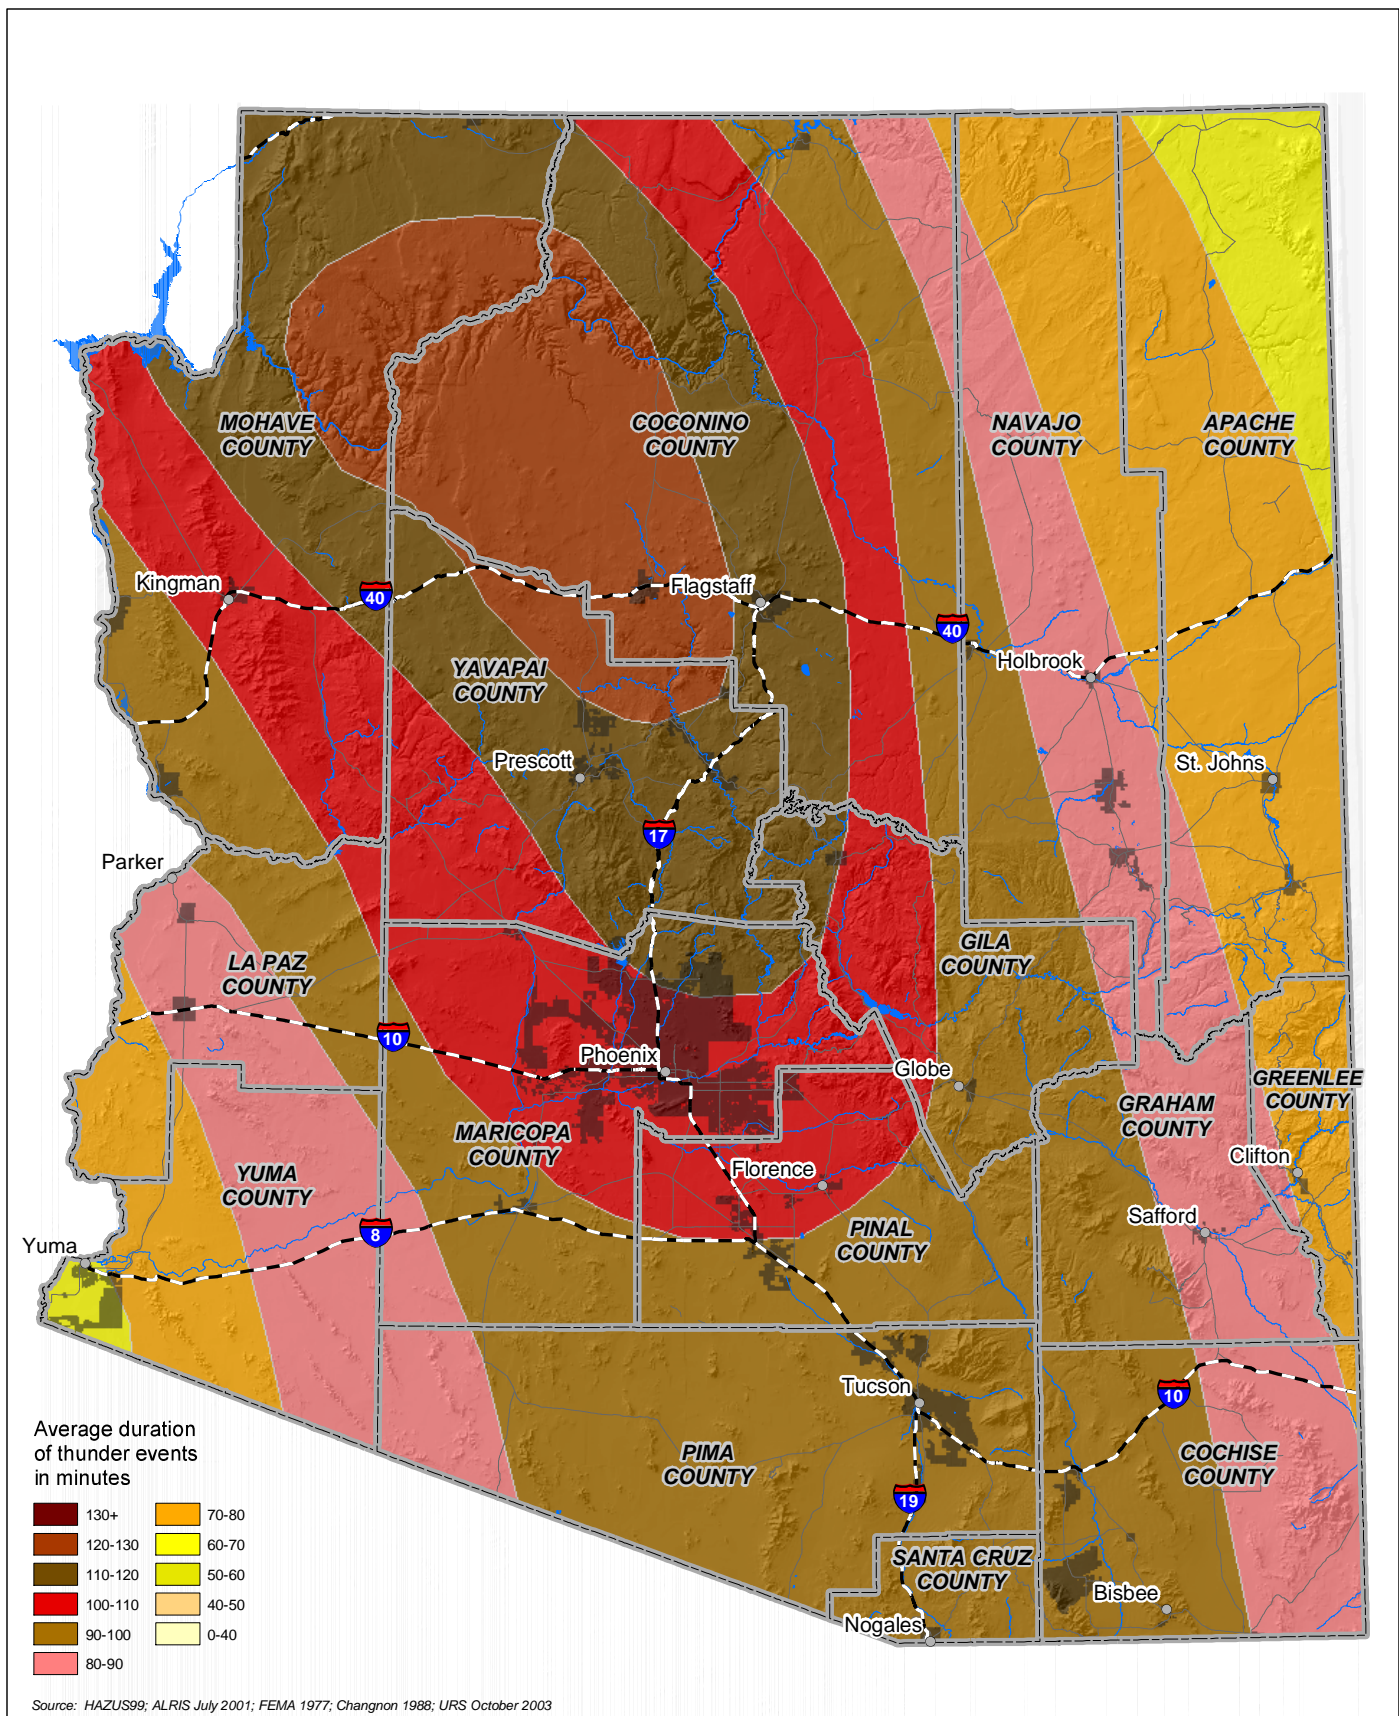 MOHAVE
COUNTY
COCONINO
COUNTY
NAVAJO
COUNTY
APACHE
COUNTY
Kingman
40
Flagstaff
40
Holbrook
YAVAPAI
COUNTY
Prescott
St. Johns
17
Parker
LA PAZ
COUNTY
GILA
COUNTY
10
Phoenix
Globe
GREENLEE
COUNTY
GRAHAM
COUNTY
MARICOPA
COUNTY
Clifton
YUMA
COUNTY
Florence
Safford
8
PINAL
COUNTY
Yuma
Tucson
10
PIMA
COUNTY
COCHISE
COUNTY
19
SANTA CRUZ
COUNTY
Bisbee
Nogales
Average duration
of thunder events
in minutes
130+
120-130
110-120
100-110
90-100
80-90
70-80
60-70
50-60
40-50
0-40
Source: HAZUS99; ALRIS July 2001; FEMA 1977; Changnon 1988; URS October 2003